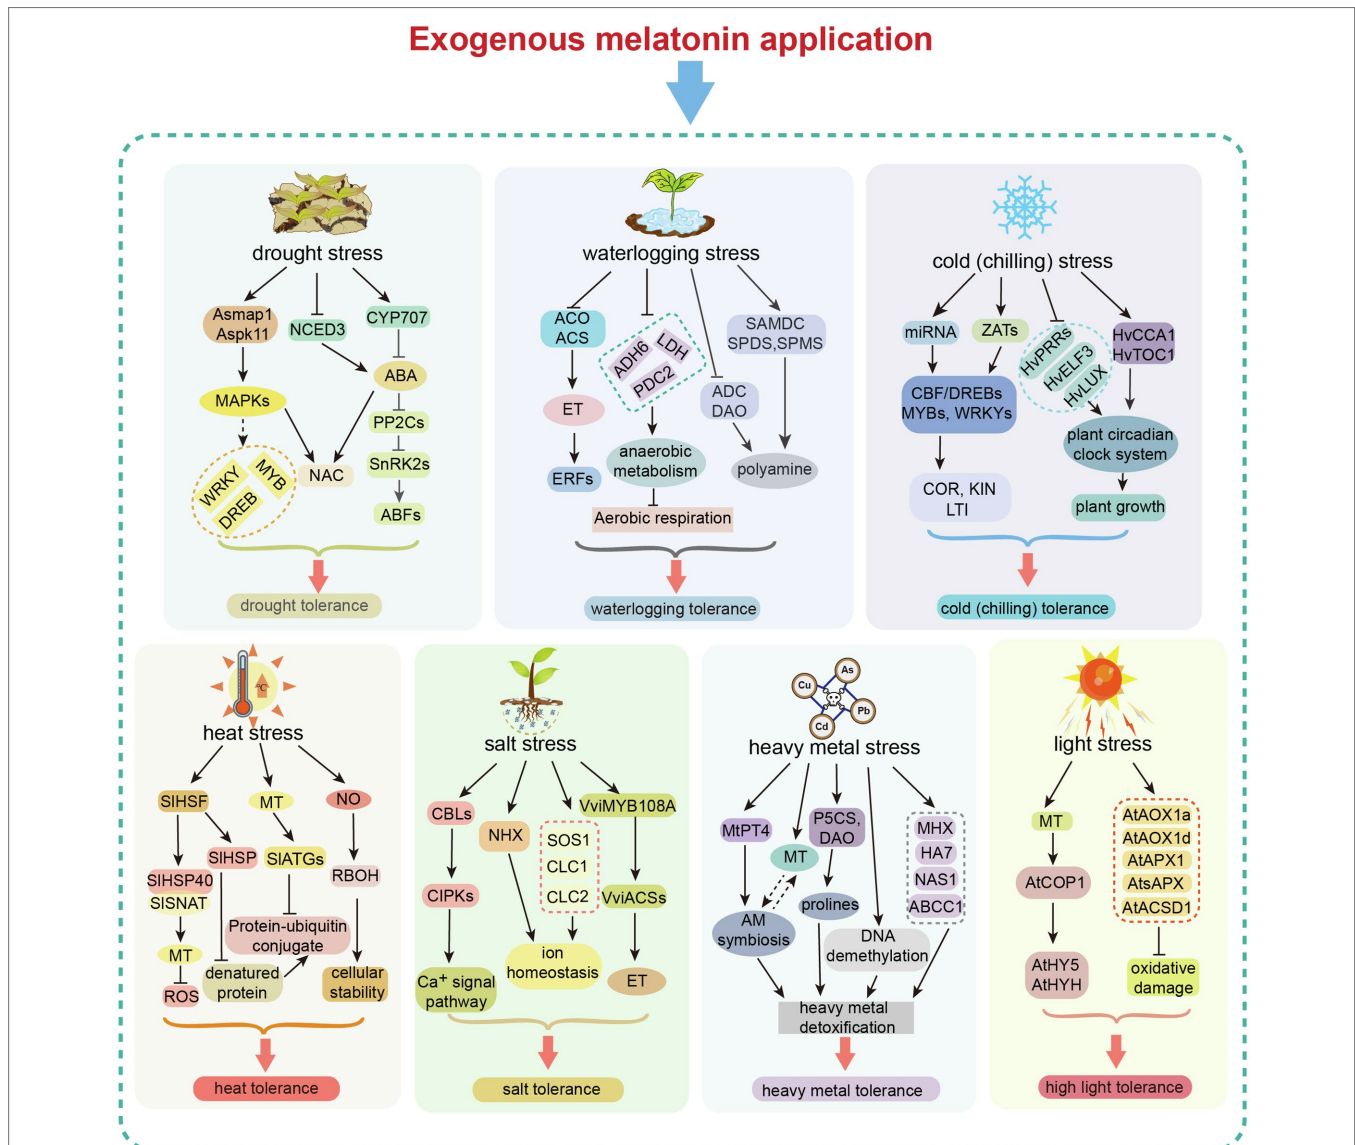 Exogenous melatonin application
drought stress
Asmap1
Aspk11
NCED3
CYP707
ABA
MAPKs
PP2Cs
WRKY
MYB
DREB
NAC
SnRK2s
ABFs
drought tolerance
waterlogging stress
ACO
ACS
ADH6
LDH
PDC2
SAMDC
SPDS,SPMS
ADC
DAO
ET
anaerobic
metabolism
polyamine
ERFs
Aerobic respiration
waterlogging tolerance
cold (chilling) stress
miRNA
ZATs
HvPRRs
HvELF3
HvLUX
HvCCA1
HvTOC1
CBF/DREBs
MYBs, WRKYs
plant circadian
clock system
COR, KIN
LTI
plant growth
cold (chilling) tolerance
°C
heat stress
SlHSF
MT
NO
SlHSP
SlATGs
SlHSP40
SlSNAT
RBOH
Protein-ubiquitin
conjugate
MT
ROS
denatured
protein
cellular
stability
heat tolerance
salt stress
CBLs
NHX
SOS1
CLC1
CLC2
VviMYB108A
CIPKs
VviACSs
ion
homeostasis
Ca+ signal
pathway
ET
salt tolerance
As
Cu
Pb
Cd
heavy metal stress
MtPT4
MT
P5CS,
DAO
MHX
HA7
NAS1
ABCC1
prolines
AM
symbiosis
DNA
demethylation
heavy metal
detoxification
heavy metal tolerance
light stress
MT
AtAOX1a
AtAOX1d
AtAPX1
AtsAPX
AtACSD1
AtCOP1
AtHY5
AtHYH
oxidative
damage
high light tolerance